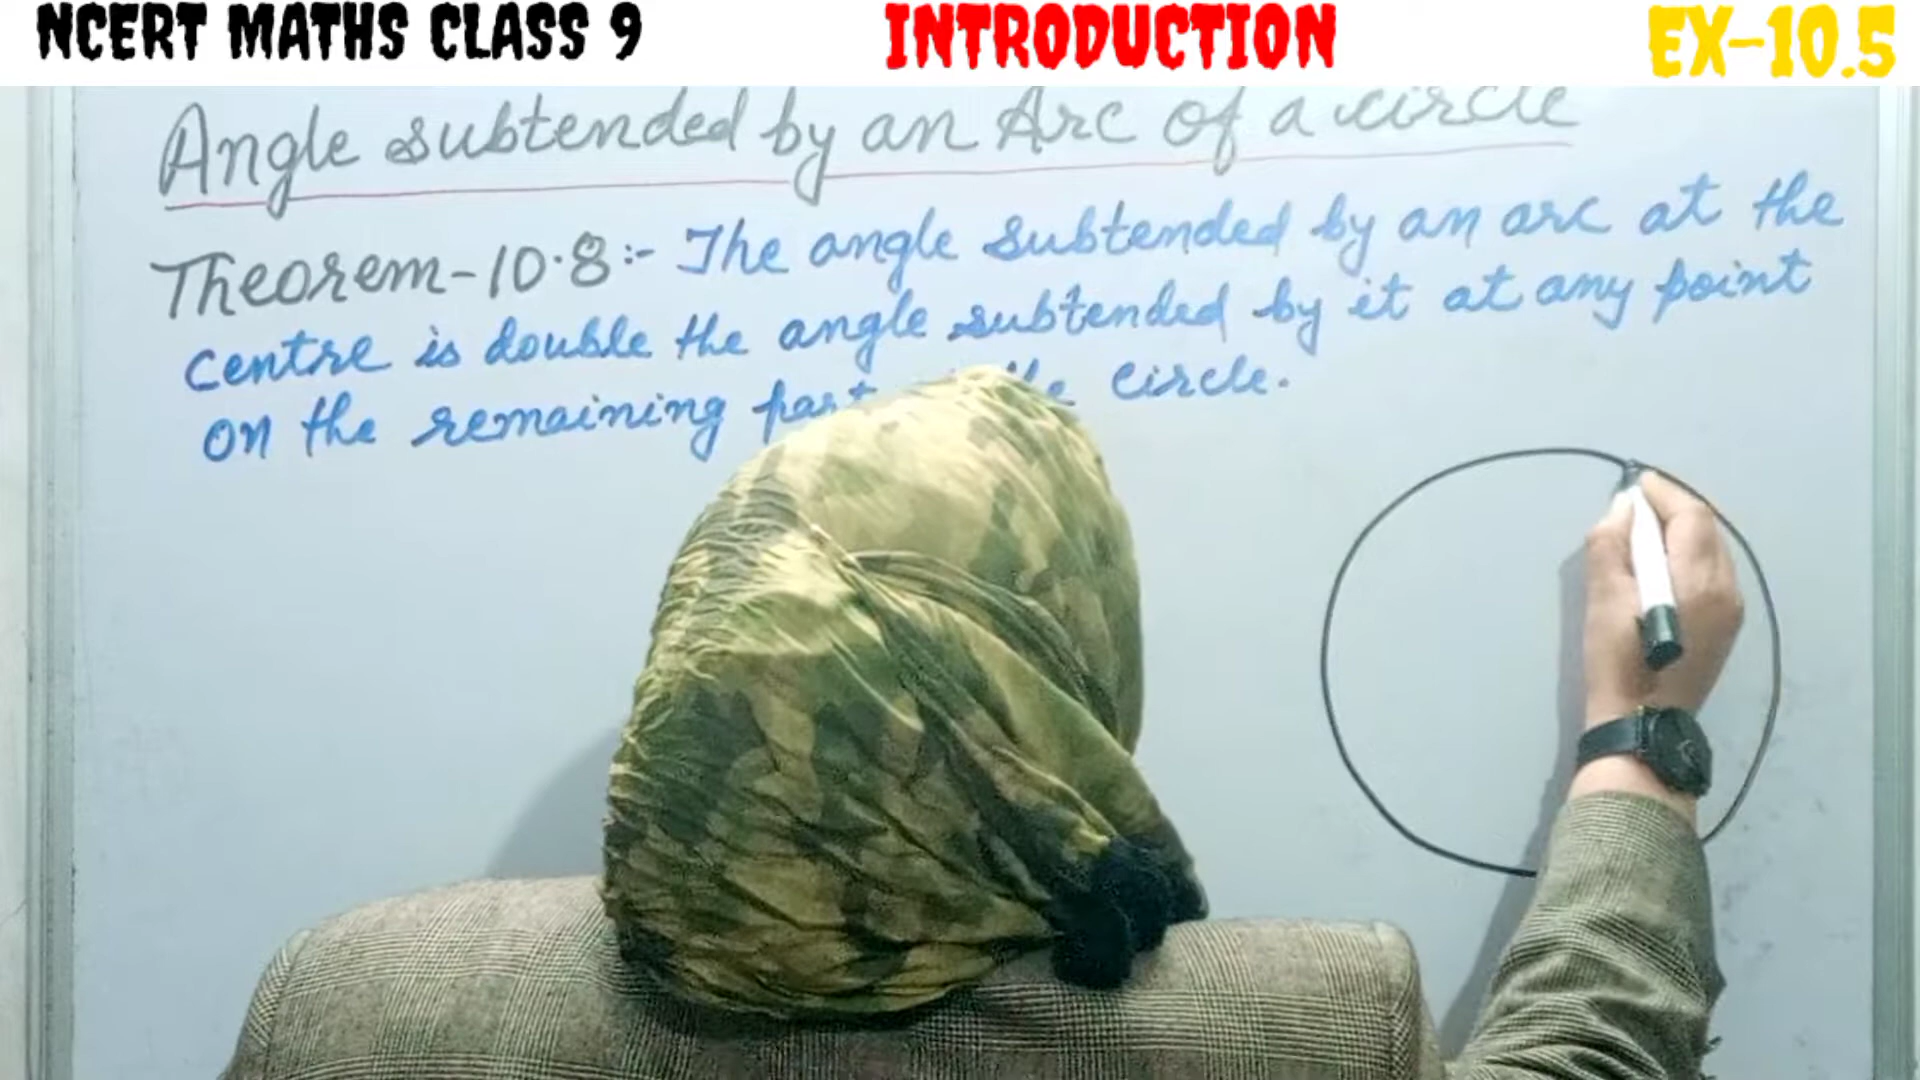 NCERT MATHS CLASS 9 INTRODUCTION EX-10.5
Angle subtended by an Arc of a circle
Theorem-10.8:- The angle subtended by an arc at the
centre is double the angle subtended by it at any point
on the remaining part the circle.